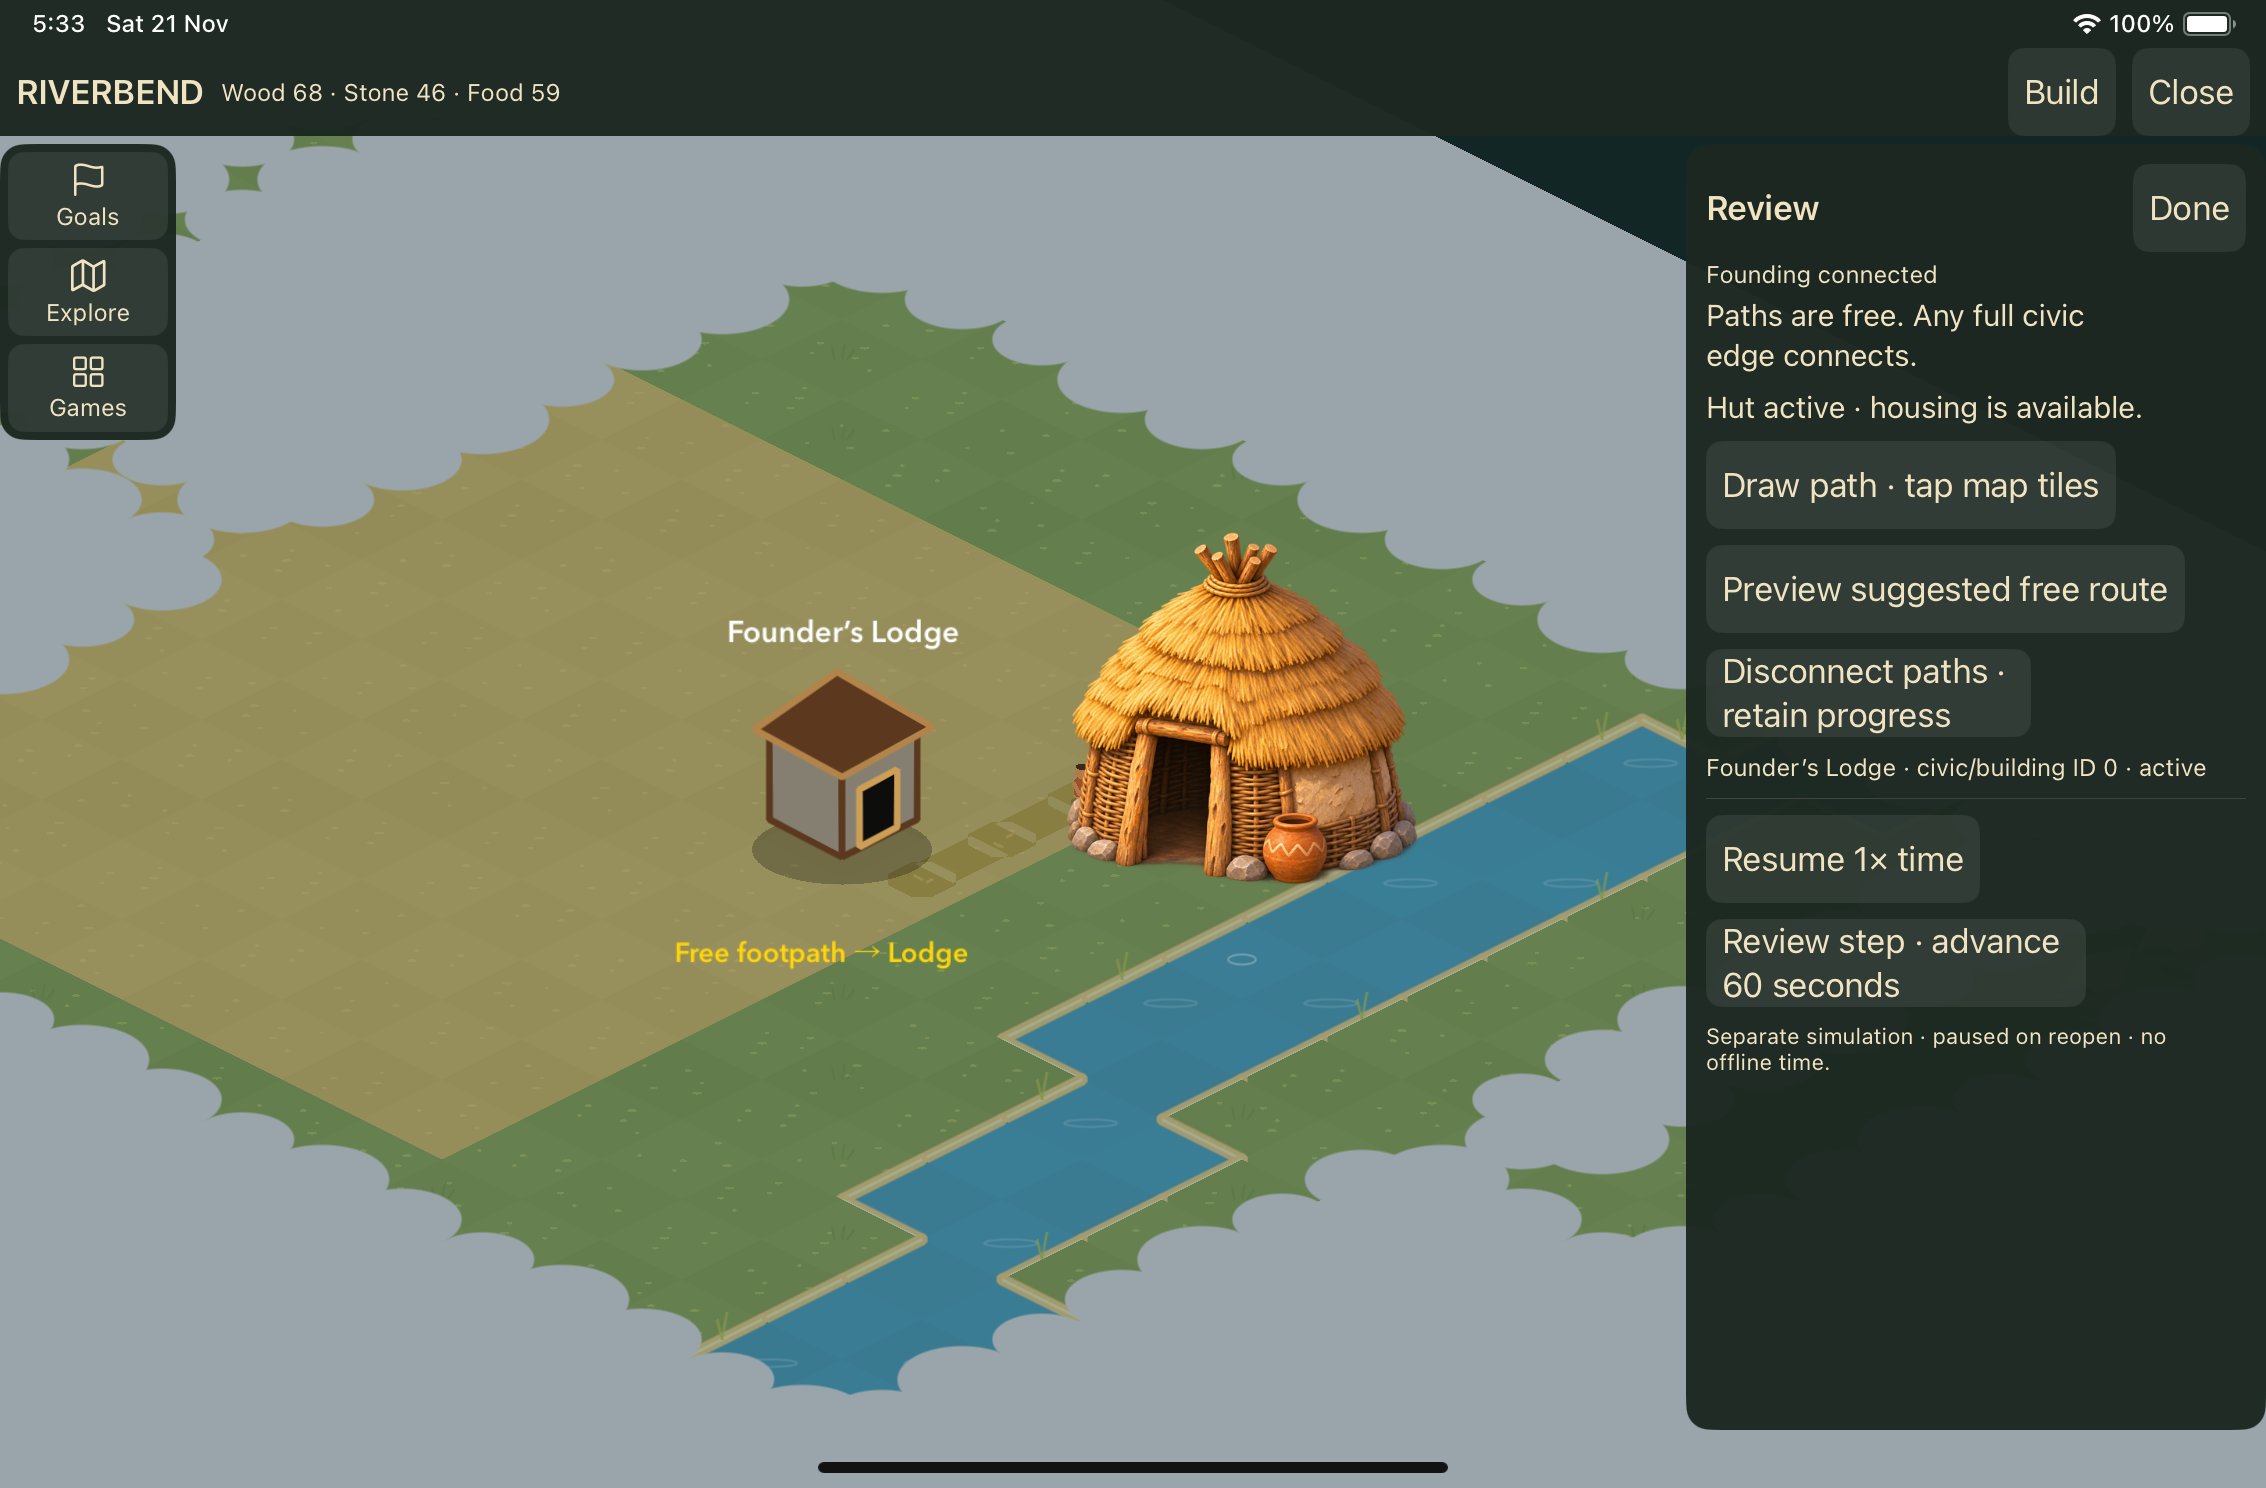 5:33 Sat 21 Nov
100%
RIVERBEND Wood 68 · Stone 46 · Food 59
Build
Close
Goals
Explore
Games
Founder’s Lodge
Free footpath → Lodge
Review
Done
Founding connected
Paths are free. Any full civic
edge connects.
Hut active · housing is available.
Draw path · tap map tiles
Preview suggested free route
Disconnect paths ·
retain progress
Founder’s Lodge · civic/building ID 0 · active
Resume 1× time
Review step · advance
60 seconds
Separate simulation · paused on reopen · no
offline time.